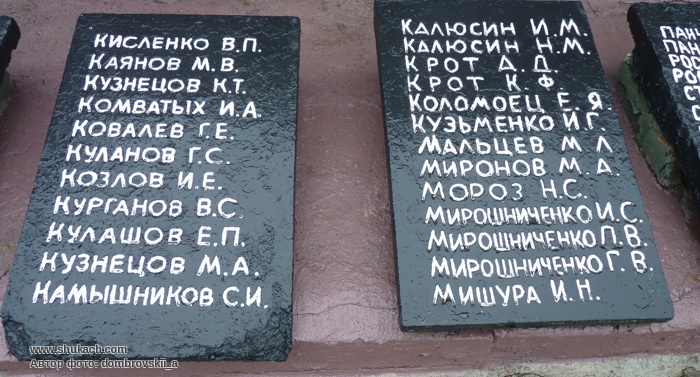 КИСЛЕНКО В.П.
КАЯНОВ М.В.
КУЗНЕЦОВ К.Т.
КОМВАТЫХ И.А.
КОВАЛЕВ Г.Е.
КУЛАНОВ Г.С.
КОЗЛОВ И.Е.
КУРГАНОВ В.С.
КУЛАШОВ Е.П.
КУЗНЕЦОВ М.А.
КАМЫШНИКОВ С.И.
КАЛЮСИН И.М.
КАЛЮСИН Н.М.
КРОТ Д.Д.
КРОТ К.Ф.
КОЛОМОЕЦ Е.Я.
КУЗЬМЕНКО И.Г.
МАЛЬЦЕВ М Л
МИРОНОВ М.Д.
МОРОЗ Н.С.
МИРОШНИЧЕНКО И.С.
МИРОШНИЧЕНКО П.В.
МИРОШНИЧЕНКО Г.В.
МИШУРА И.Н.
www.shukach.com
Автор фото: dombrovskii_a